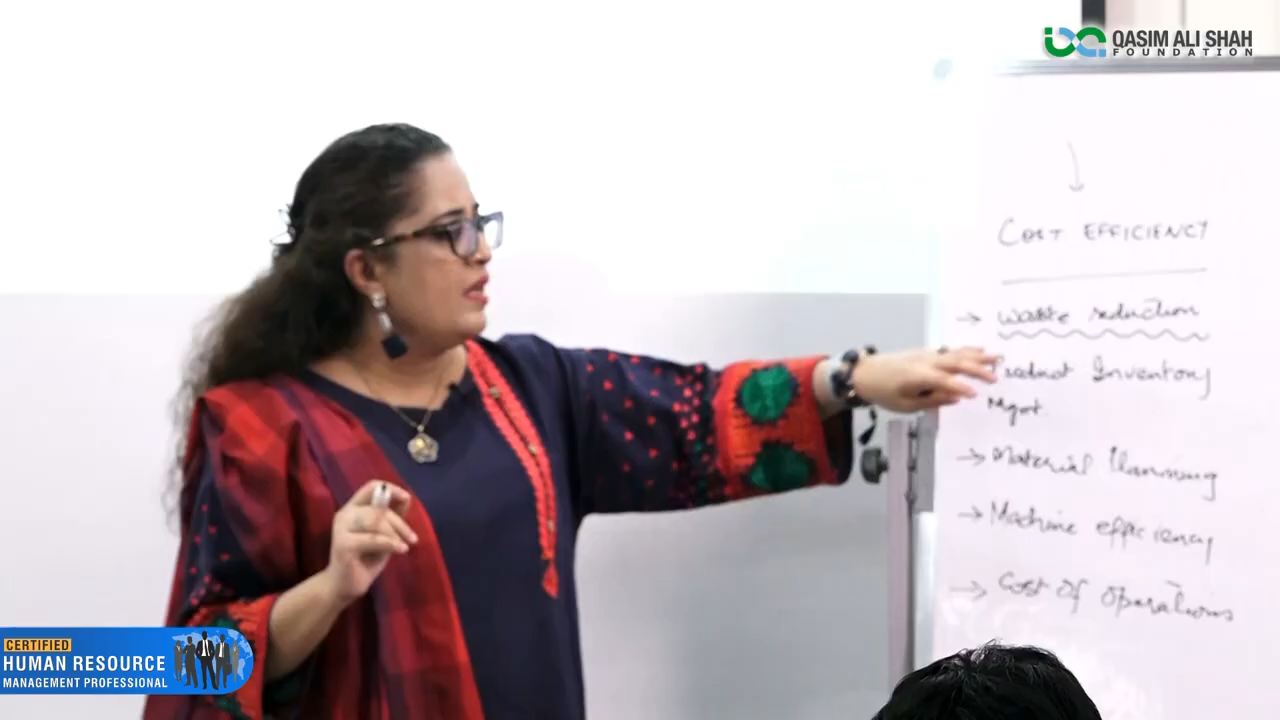 QASIM ALI SHAH
FOUNDATION
COST EFFICIENCY
→ Waste reduction
Product Inventory
Mgmt.
→ Material Planning
→ Machine efficiency
→ Cost of operations
CERTIFIED
HUMAN RESOURCE
MANAGEMENT PROFESSIONAL